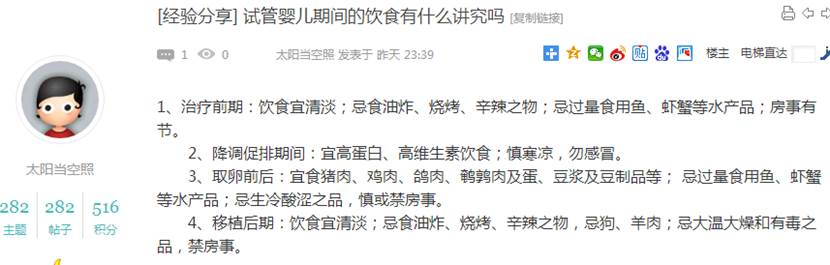 [经验分享] 试管婴儿期间的饮食有什么讲究吗 [复制链接]
1 0 太阳当空照 发表于 昨天 23:39 楼主 电梯直达
1、治疗前期：饮食宜清淡；忌食油炸、烧烤、辛辣之物；忌过量食用鱼、虾蟹等水产品；房事有
节。
2、降调促排期间：宜高蛋白、高维生素饮食；慎寒凉，勿感冒。
3、取卵前后：宜食猪肉、鸡肉、鸽肉、鹌鹑肉及蛋、豆浆及豆制品等； 忌过量食用鱼、虾蟹
等水产品；忌生冷酸涩之品，慎或禁房事。
4、移植后期：饮食宜清淡；忌食油炸、烧烤、辛辣之物，忌狗、羊肉；忌大温大燥和有毒之
品，禁房事。
太阳当空照
282 282 516
主题 帖子 积分